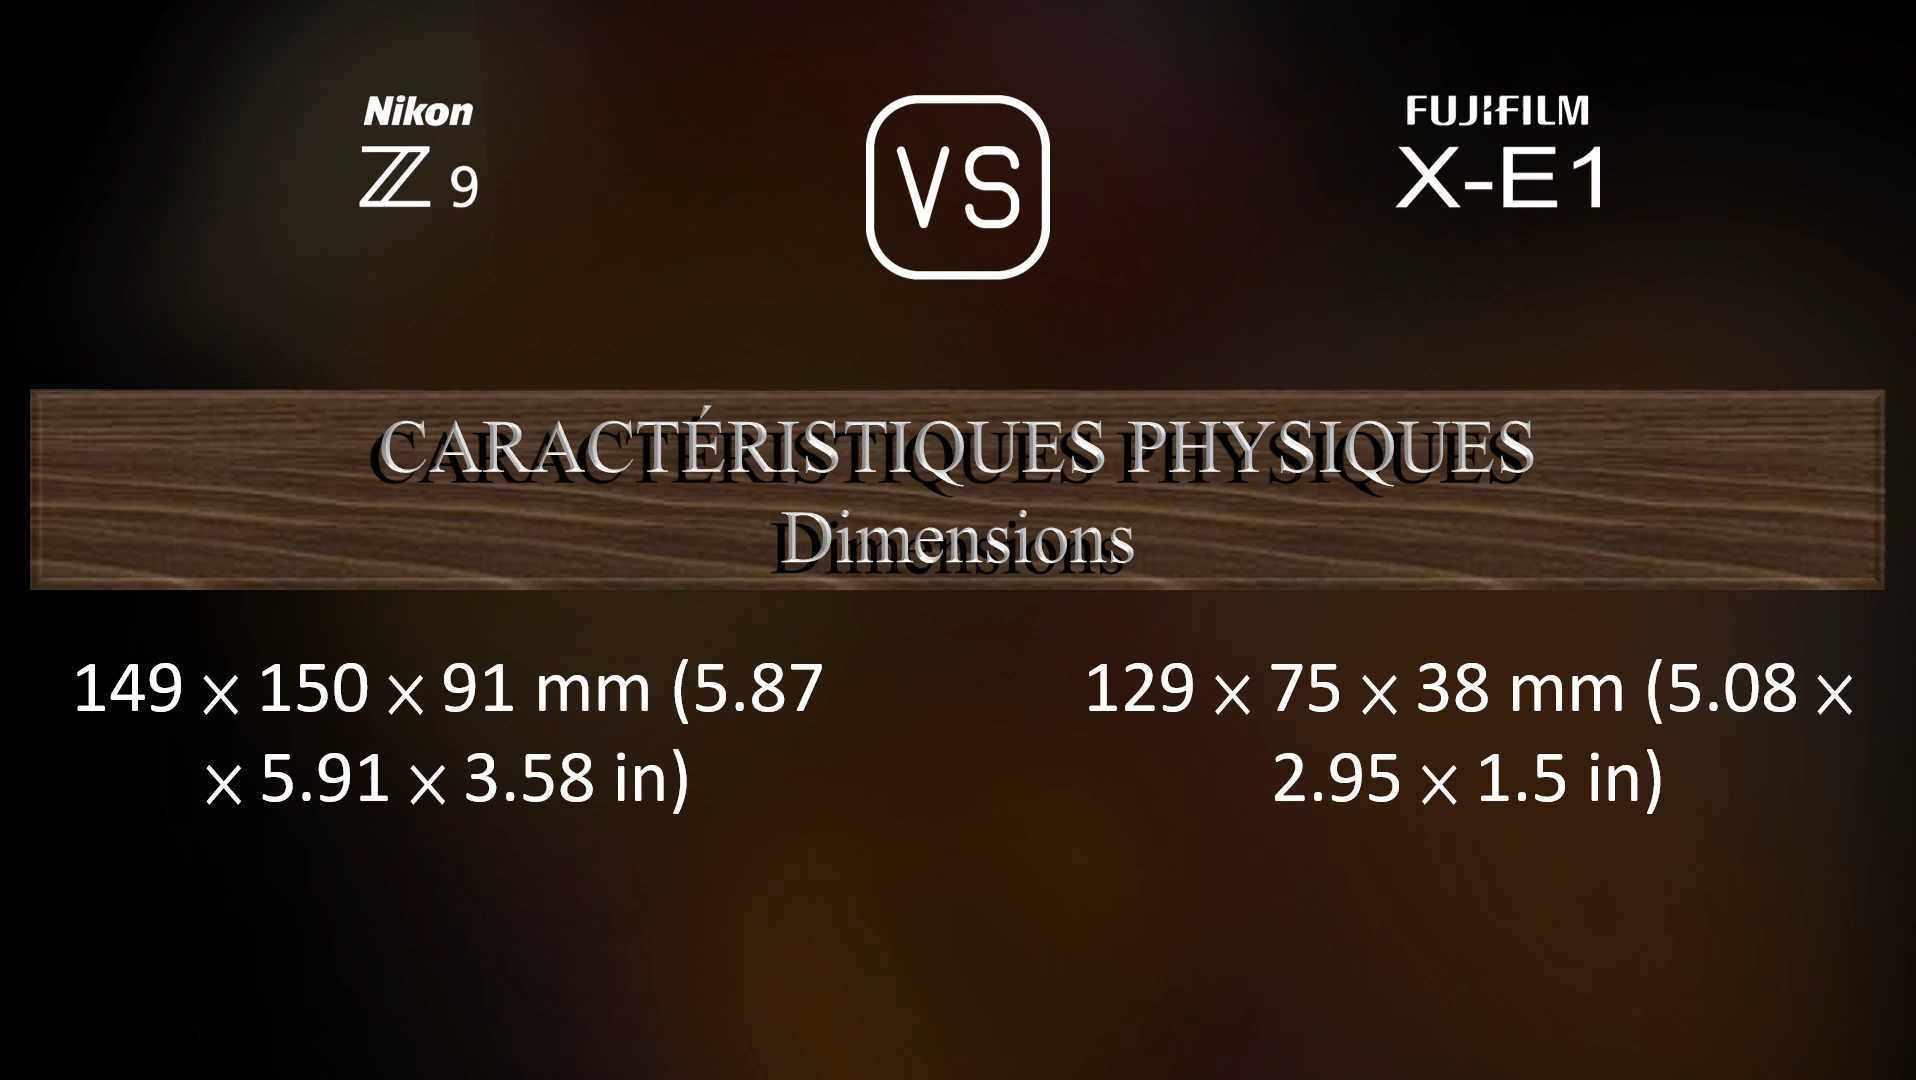 Nikon
Z 9
VS
FUJIFILM
X-E1
CARACTÉRISTIQUES PHYSIQUES
Dimensions
149 x 150 x 91 mm (5.87
x 5.91 x 3.58 in)
129 x 75 x 38 mm (5.08 x
2.95 x 1.5 in)